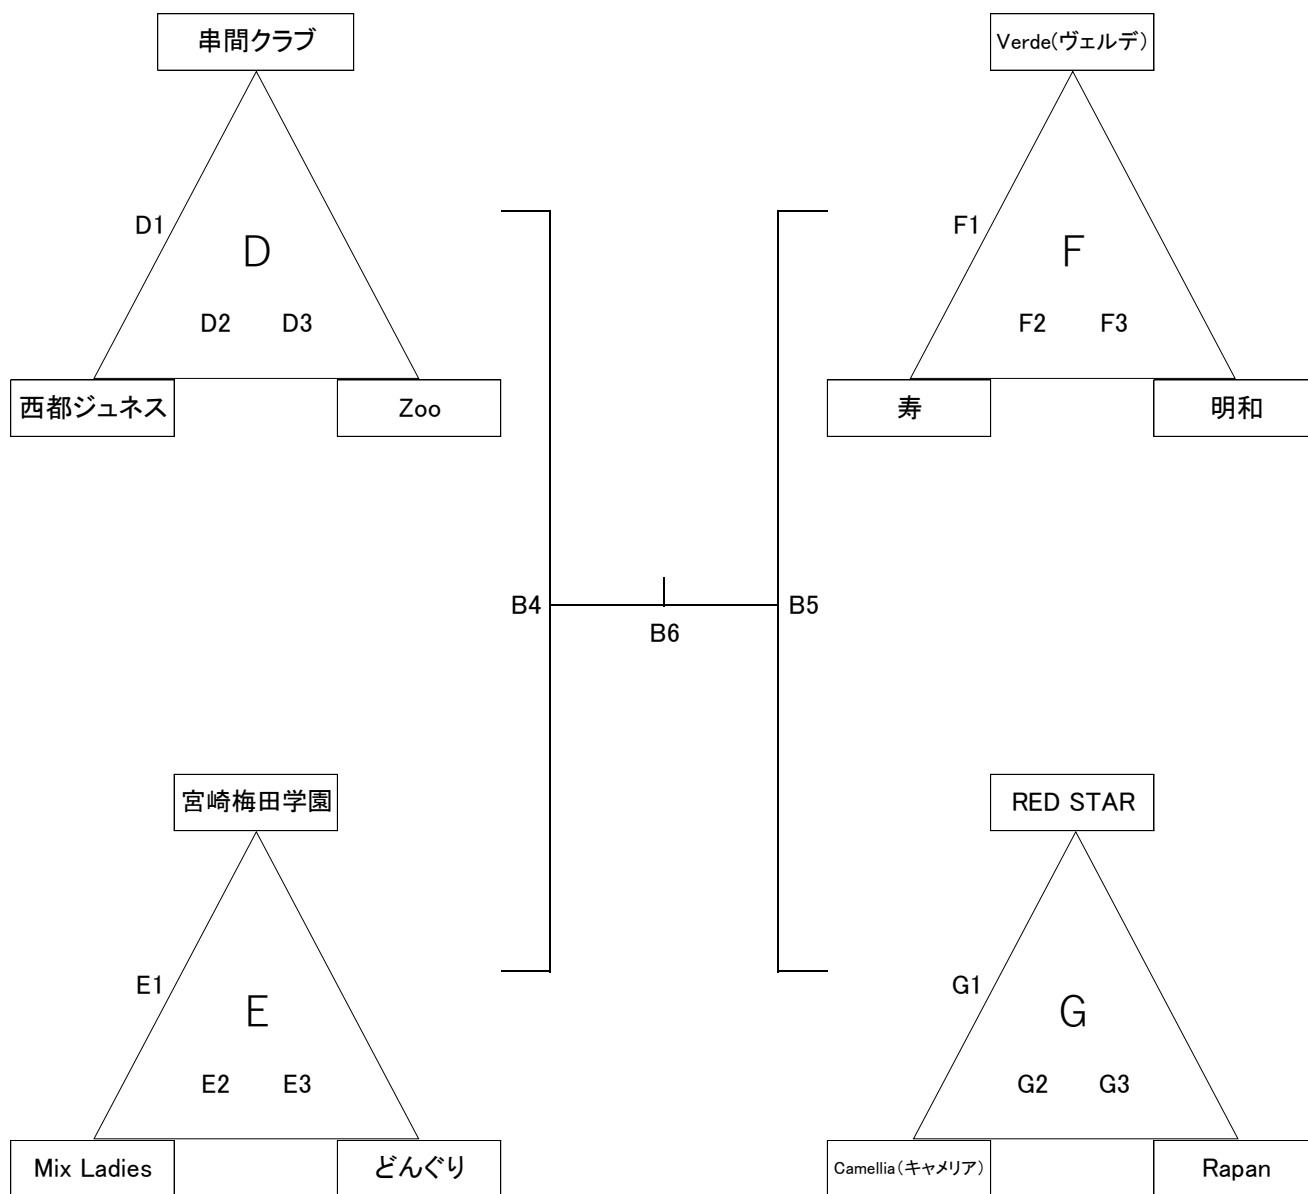 串間クラブ
Verde(ヴェルデ)
D1
D
D2
D3
F1
F
F2
F3
西都ジュネス
Zoo
寿
明和
B4
B6
B5
宮崎梅田学園
RED STAR
E1
E
E2
E3
G1
G
G2
G3
Mix Ladies
どんぐり
Camellia(キャメリア)
Rapan